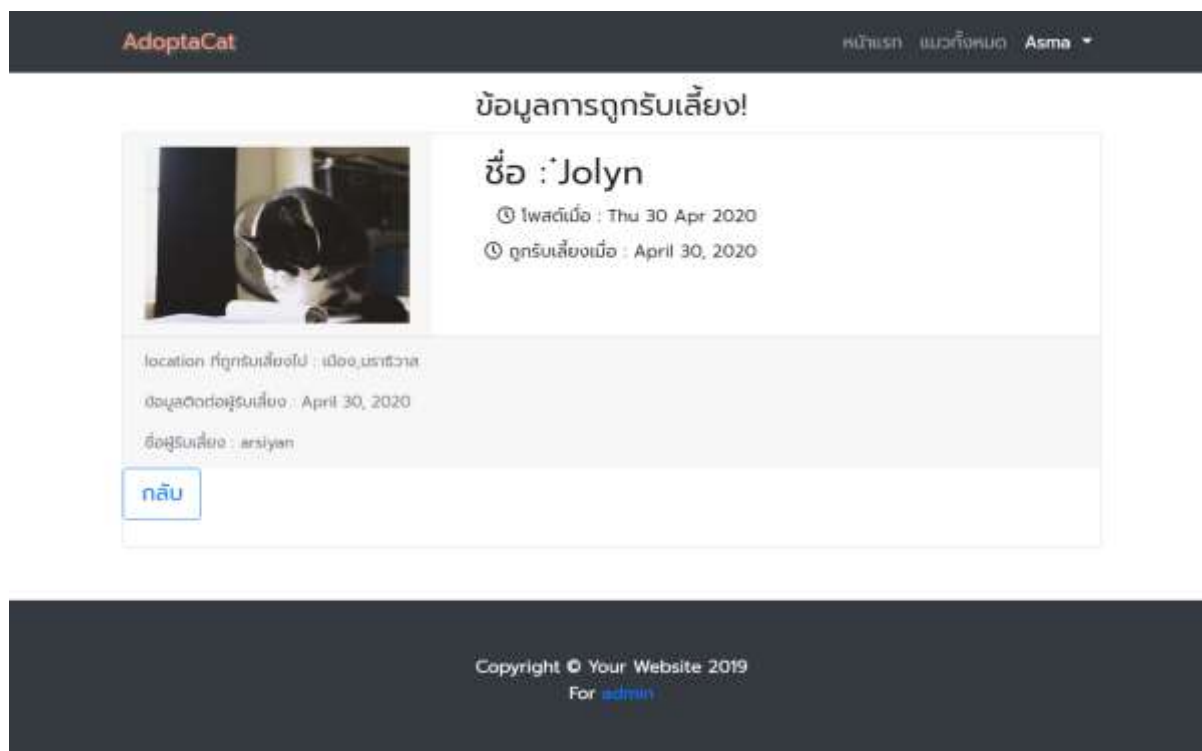 AdoptaCat
หน้าแรก แมวทั้งหมด Asma
ข้อมูลการถูกรับเลี้ยง!
ชื่อ : ๋Jolyn
โพสต์เมื่อ : Thu 30 Apr 2020
ถูกรับเลี้ยงเมื่อ : April 30, 2020
location ที่ถูกรับเลี้ยงไป : เมือง,นราธิวาส
ข้อมูลติดต่อผู้รับเลี้ยง : April 30, 2020
ชื่อผู้รับเลี้ยง : arsiyan
กลับ
Copyright © Your Website 2019
For admin